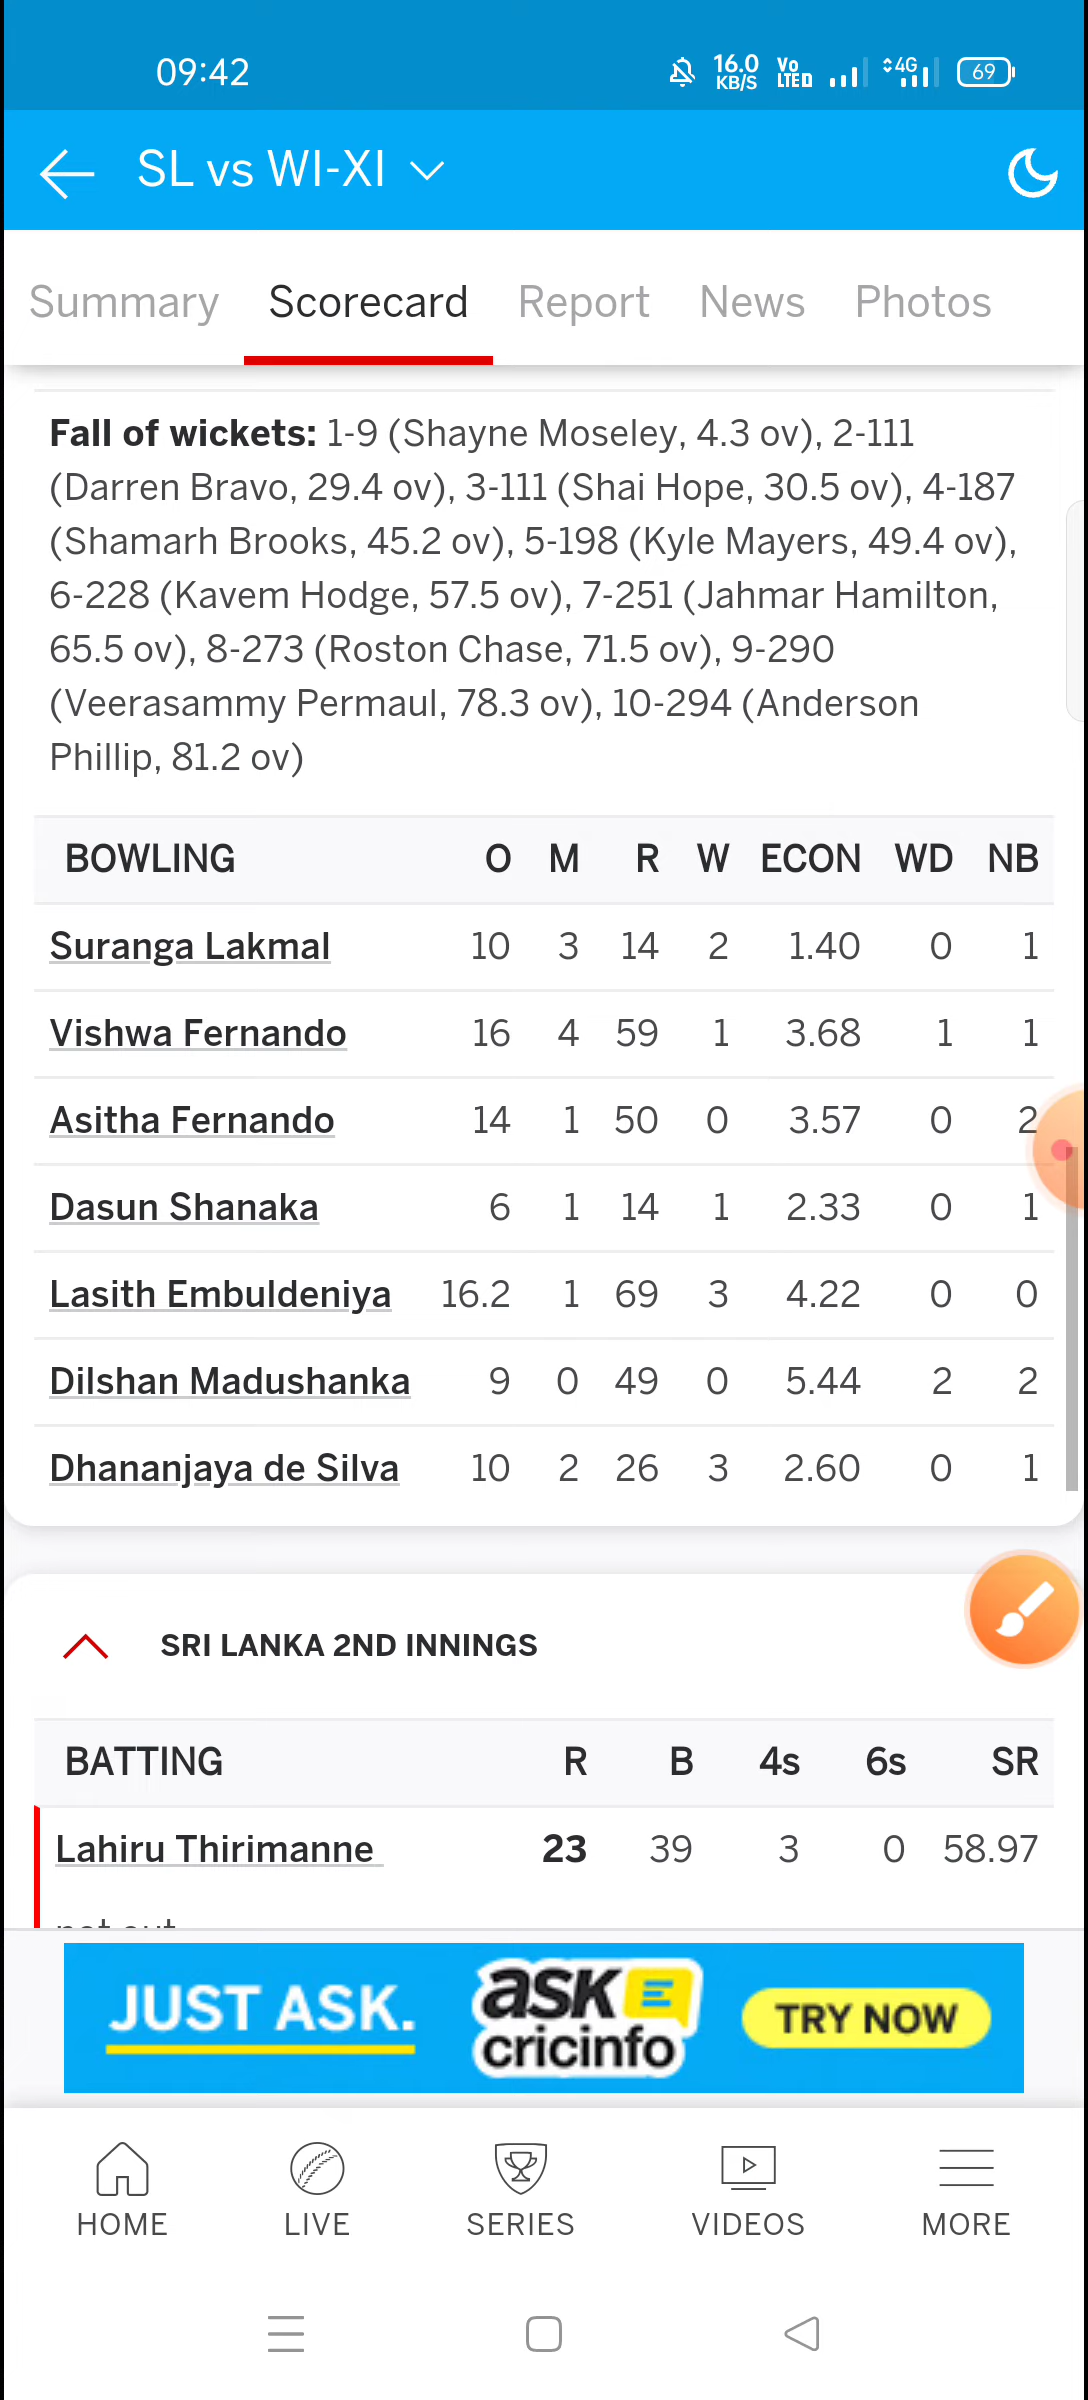 09:42 16.0 KB/S Vo LTED 4G 69
SL vs WI-XI
Summary Scorecard Report News Photos
Fall of wickets: 1-9 (Shayne Moseley, 4.3 ov), 2-111
(Darren Bravo, 29.4 ov), 3-111 (Shai Hope, 30.5 ov), 4-187
(Shamarh Brooks, 45.2 ov), 5-198 (Kyle Mayers, 49.4 ov),
6-228 (Kavem Hodge, 57.5 ov), 7-251 (Jahmar Hamilton,
65.5 ov), 8-273 (Roston Chase, 71.5 ov), 9-290
(Veerasammy Permaul, 78.3 ov), 10-294 (Anderson
Phillip, 81.2 ov)
BOWLING O M R W ECON WD NB
Suranga Lakmal 10 3 14 2 1.40 0 1
Vishwa Fernando 16 4 59 1 3.68 1 1
Asitha Fernando 14 1 50 0 3.57 0 2
Dasun Shanaka 6 1 14 1 2.33 0 1
Lasith Embuldeniya 16.2 1 69 3 4.22 0 0
Dilshan Madushanka 9 0 49 0 5.44 2 2
Dhananjaya de Silva 10 2 26 3 2.60 0 1
SRI LANKA 2ND INNINGS
BATTING R B 4s 6s SR
Lahiru Thirimanne 23 39 3 0 58.97
not out
JUST ASK. ASK cricinfo TRY NOW
HOME LIVE SERIES VIDEOS MORE